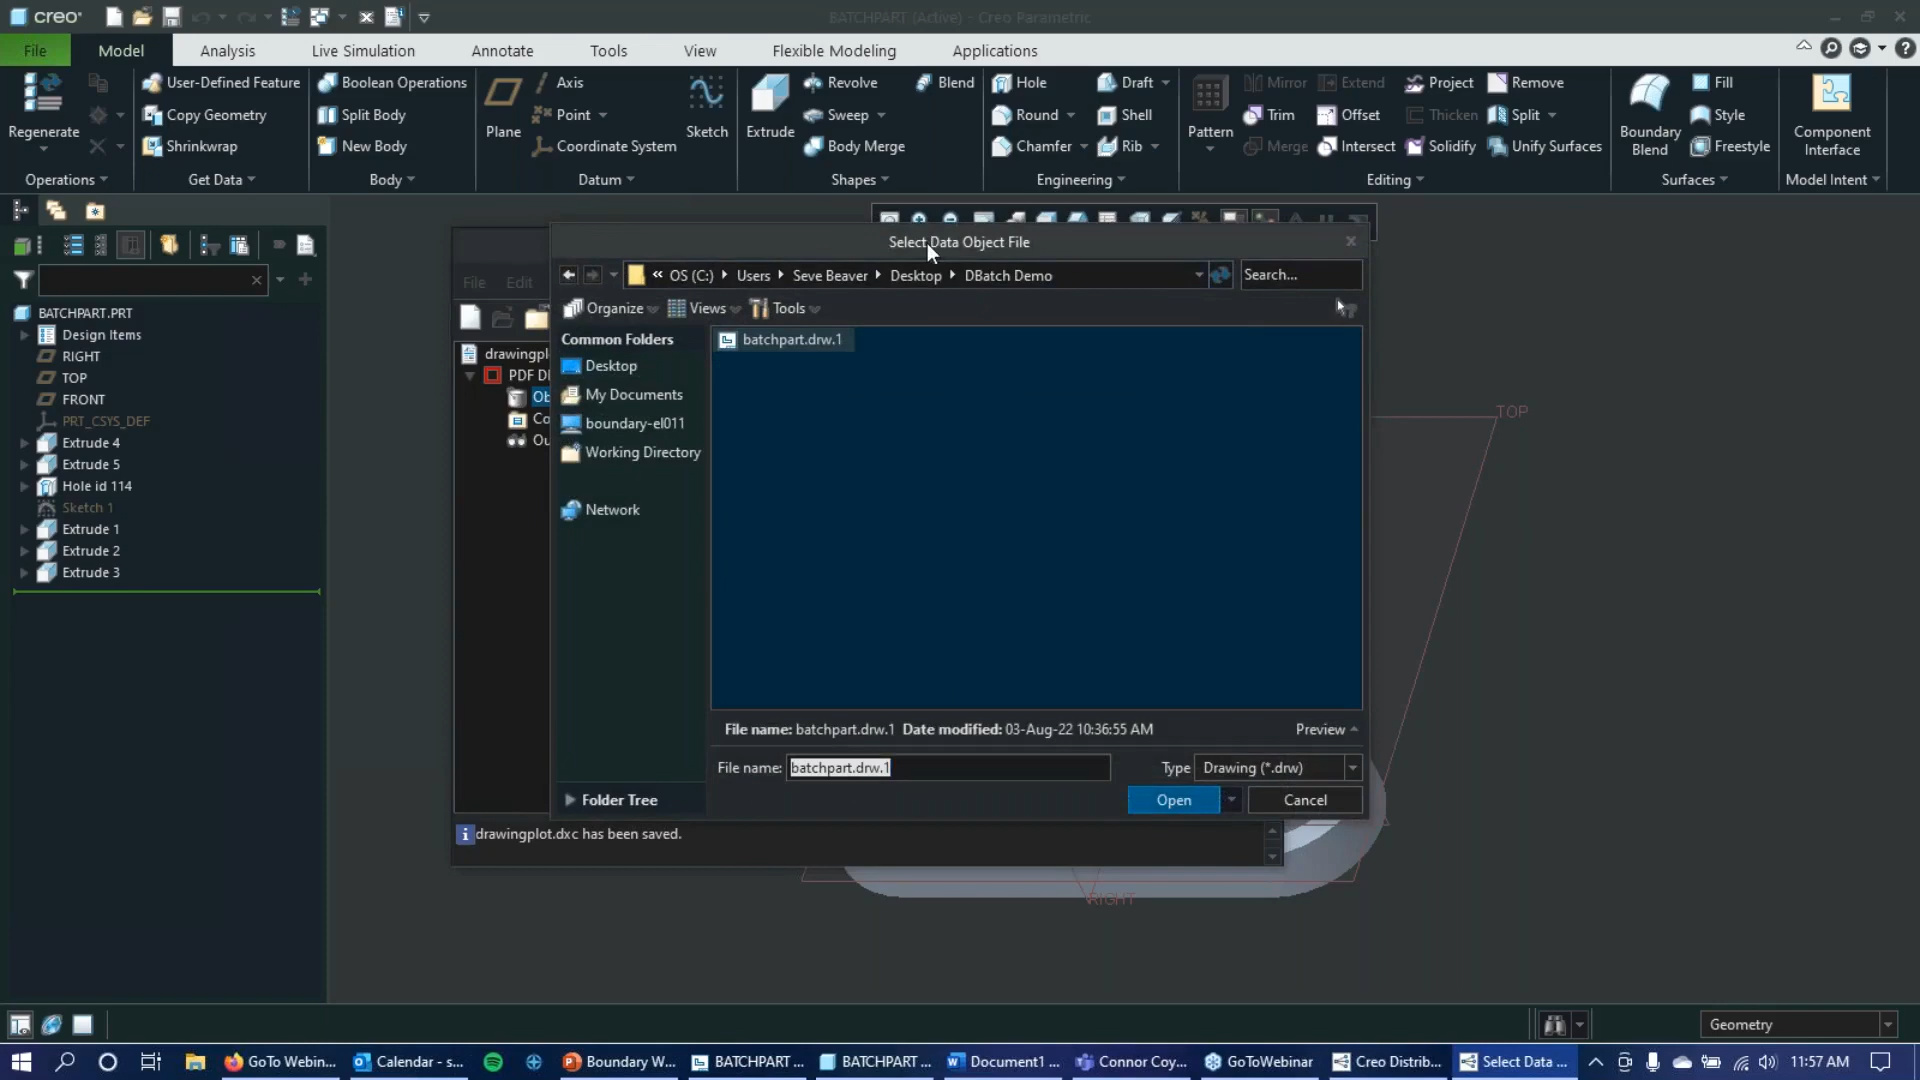 creo·
BATCHPART (Active) - Creo Parametric
File Model Analysis Live Simulation Annotate Tools View Flexible Modeling Applications
Regenerate
Operations
User-Defined Feature
Copy Geometry
Shrinkwrap
Get Data
Boolean Operations
Split Body
New Body
Body
Plane
Axis
Point
Coordinate System
Sketch
Datum
Extrude
Revolve
Sweep
Body Merge
Blend
Shapes
Hole
Round
Chamfer
Draft
Shell
Rib
Engineering
Pattern
Mirror Extend Project Remove
Trim Offset Thicken Split
Merge Intersect Solidify Unify Surfaces
Editing
Boundary
Blend
Fill
Style
Freestyle
Surfaces
Component
Interface
Model Intent
BATCHPART.PRT
Design Items
RIGHT
TOP
FRONT
PRT_CSYS_DEF
Extrude 4
Extrude 5
Hole id 114
Sketch 1
Extrude 1
Extrude 2
Extrude 3
File Edit
drawingpl
PDF D
Ob
Co
Ou
Select Data Object File
« OS (C:) Users Seve Beaver Desktop DBatch Demo
Search...
Organize Views Tools
Common Folders
Desktop
My Documents
boundary-el011
Working Directory
Network
Folder Tree
batchpart.drw.1
File name: batchpart.drw.1 Date modified: 03-Aug-22 10:36:55 AM
Preview
File name: batchpart.drw.1
Type Drawing (*.drw)
Open Cancel
drawingplot.dxc has been saved.
TOP
RIGHT
Geometry
GoTo Webin... Calendar - s... Boundary W... BATCHPART ... BATCHPART ... Document1 ... Connor Coy... GoToWebinar Creo Distrib... Select Data ... 11:57 AM